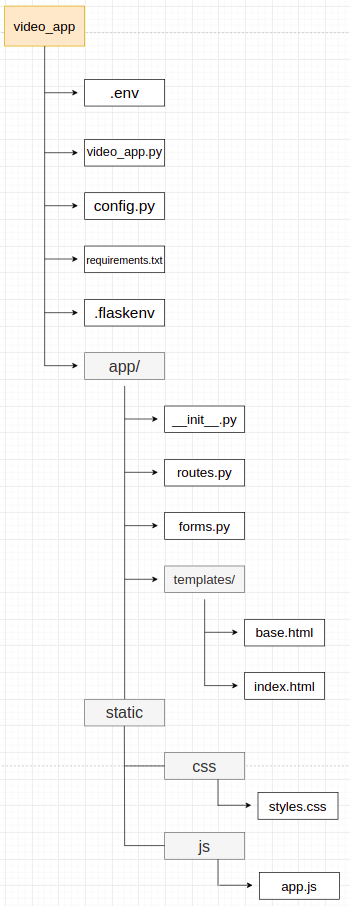 video_app
.env
video_app.py
config.py
requirements.txt
.flaskenv
app/
__init__.py
routes.py
forms.py
templates/
base.html
index.html
static
css
styles.css
js
app.js